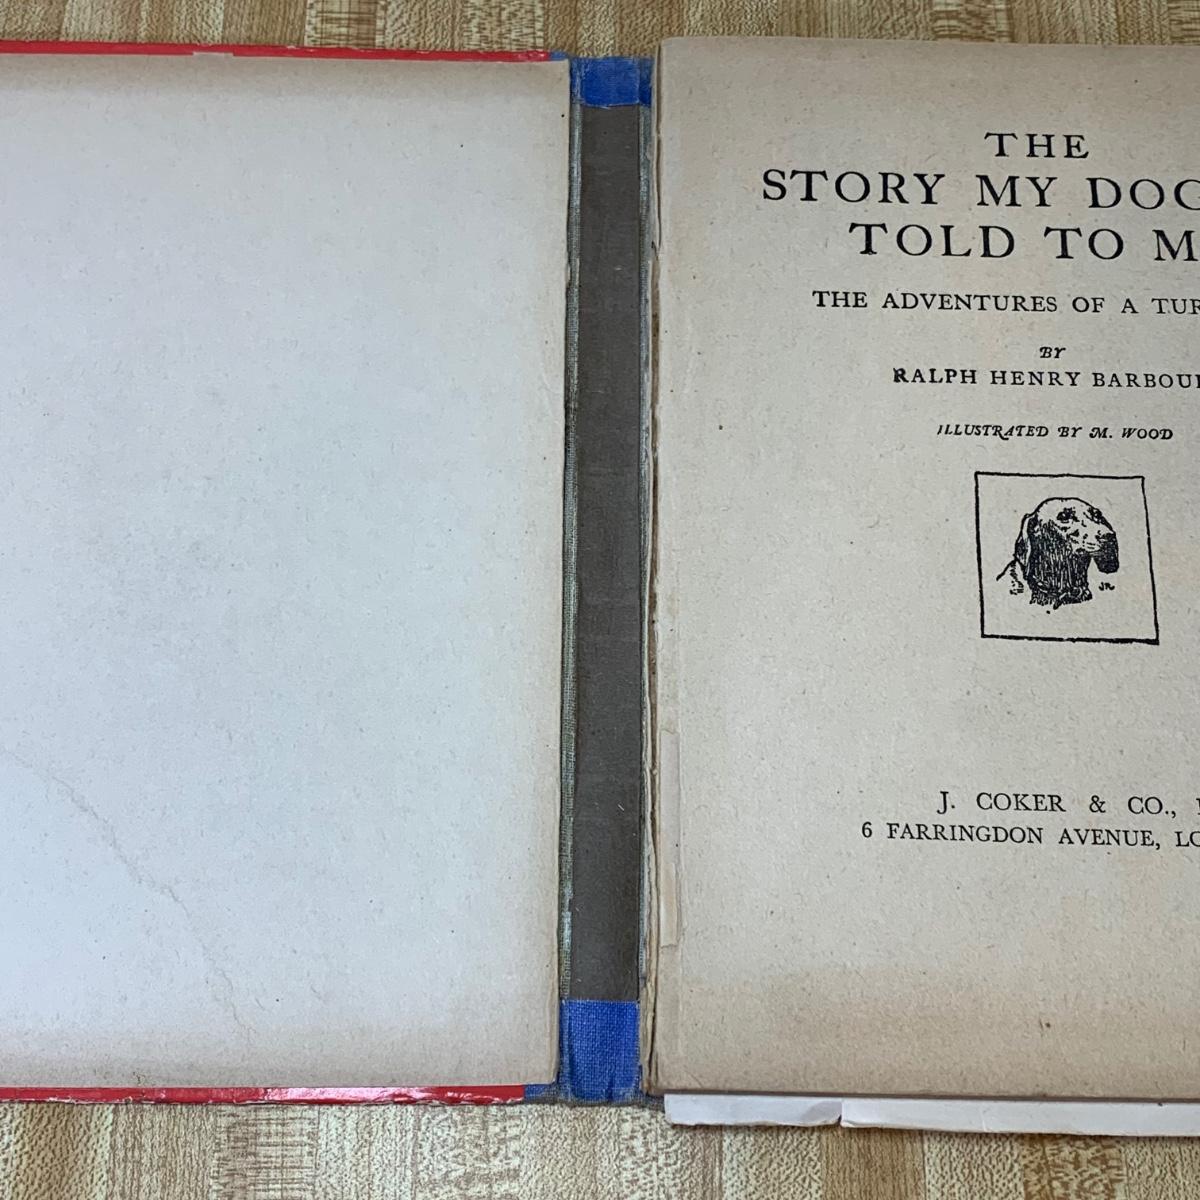 THE
STORY MY DOG
TOLD TO M
THE ADVENTURES OF A TUR
BY
RALPH HENRY BARBOU
ILLUSTRATED BY M. WOOD
JR
J. COKER & CO.,
6 FARRINGDON AVENUE, LO